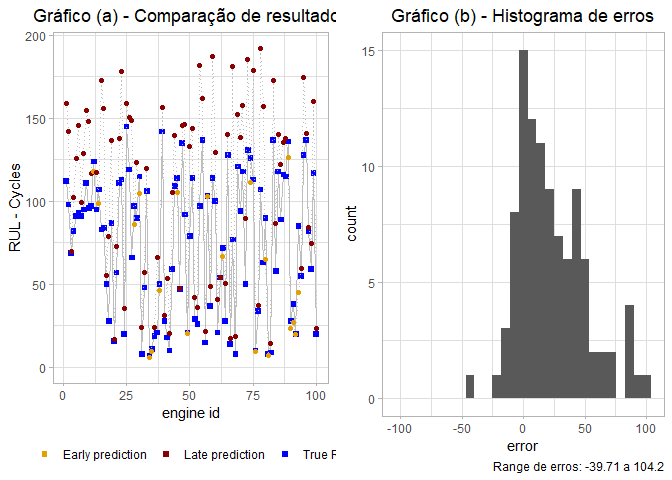 Gráfico (a) - Comparação de resultado
200
150
100
50
0
RUL - Cycles
0 25 50 75 100
engine id
Early prediction Late prediction True R
Gráfico (b) - Histograma de erros
15
10
5
0
count
-100 -50 0 50 100
error
Range de erros: -39.71 a 104.2